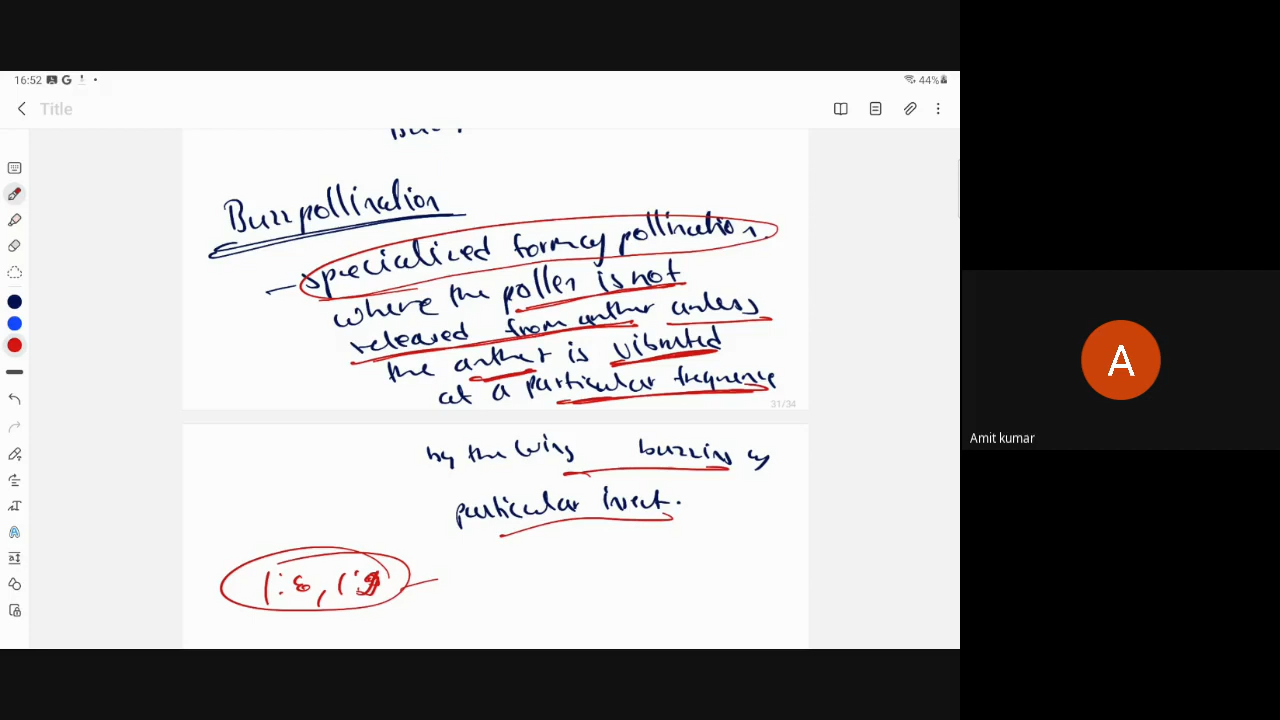 16:52
44%
Title
Buzz pollination
- specialized form of pollination
where the pollen is not
released from anther unless
the anther is vibrated
at a particular frequency
31/34
by the wing buzzing of
particular insect.
A
Amit kumar